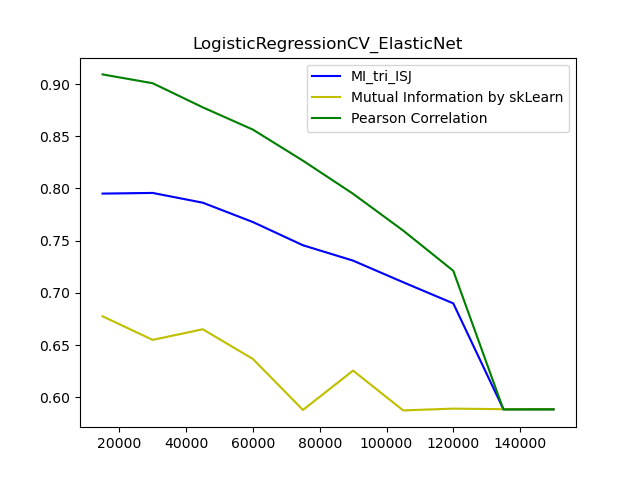 LogisticRegressionCV_ElasticNet
MI_tri_ISJ
Mutual Information by skLearn
Pearson Correlation
0.90
0.85
0.80
0.75
0.70
0.65
0.60
20000 40000 60000 80000 100000 120000 140000